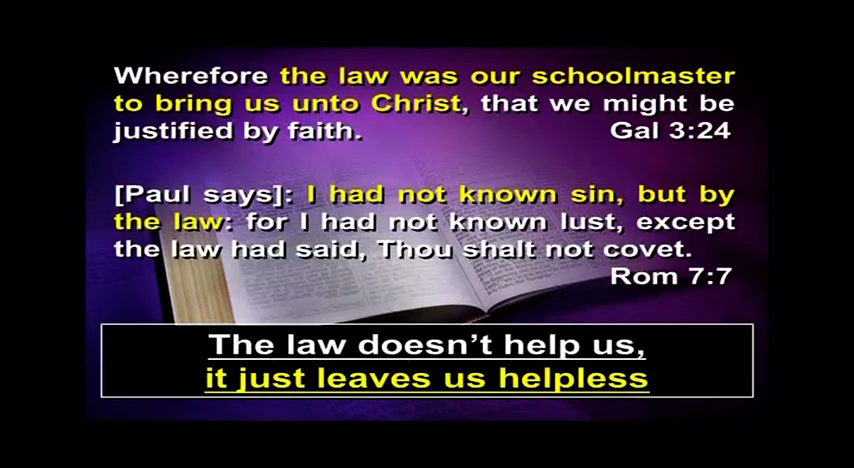 Wherefore the law was our schoolmaster
to bring us unto Christ, that we might be
justified by faith. Gal 3:24
[Paul says]: I had not known sin, but by
the law: for I had not known lust, except
the law had said, Thou shalt not covet.
Rom 7:7
The law doesn't help us,
it just leaves us helpless